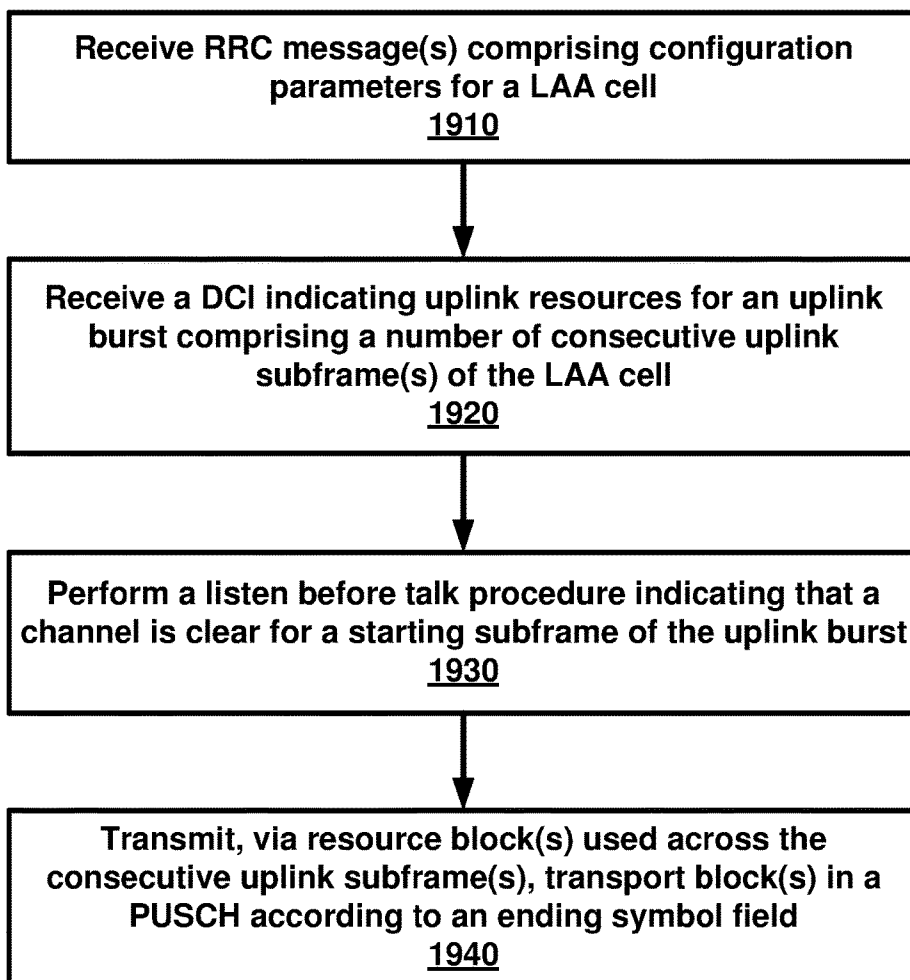 Receive RRC message(s) comprising configuration
parameters for a LAA cell
1910
Receive a DCI indicating uplink resources for an uplink
burst comprising a number of consecutive uplink
subframe(s) of the LAA cell
1920
Perform a listen before talk procedure indicating that a
channel is clear for a starting subframe of the uplink burst
1930
Transmit, via resource block(s) used across the
consecutive uplink subframe(s), transport block(s) in a
PUSCH according to an ending symbol field
1940